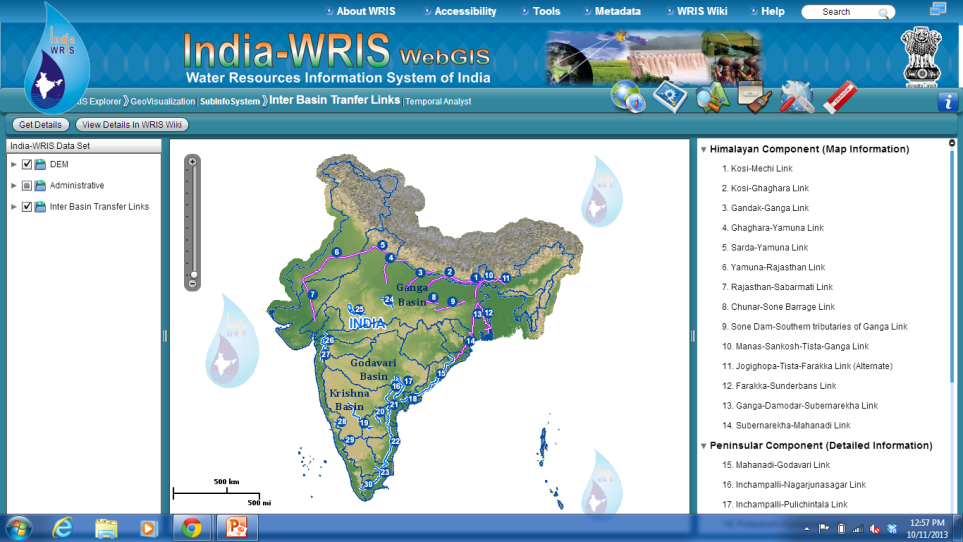 About WRIS Accessibility Tools Metadata WRIS Wiki Help Search
India WRIS
India-WRIS WebGIS
Water Resources Information System of India
IS Explorer GeoVisualization | SubInfoSystem Inter Basin Tranfer Links | Temporal Analyst
Get Details View Details In WRIS Wiki
India-WRIS Data Set
DEM
Administrative
Inter Basin Transfer Links
5
6
4
3 2 1 10 11
7
Ganga Basin
24 8 9
25
INDIA
13 12
26
14
27
Godavari Basin
15
16 17
Krishna Basin
18
21
20
28 19
29
22
23
30
500 km
500 mi
Himalayan Component (Map Information)
1. Kosi-Mechi Link
2. Kosi-Ghaghara Link
3. Gandak-Ganga Link
4. Ghaghara-Yamuna Link
5. Sarda-Yamuna Link
6. Yamuna-Rajasthan Link
7. Rajasthan-Sabarmati Link
8. Chunar-Sone Barrage Link
9. Sone Dam-Southern tributaries of Ganga Link
10. Manas-Sankosh-Tista-Ganga Link
11. Jogighopa-Tista-Farakka Link (Alternate)
12. Farakka-Sunderbans Link
13. Ganga-Damodar-Subernarekha Link
14. Subernarekha-Mahanadi Link
Peninsular Component (Detailed Information)
15. Mahanadi-Godavari Link
16. Inchampalli-Nagarjunasagar Link
17. Inchampalli-Pulichintala Link
12:57 PM
10/11/2013